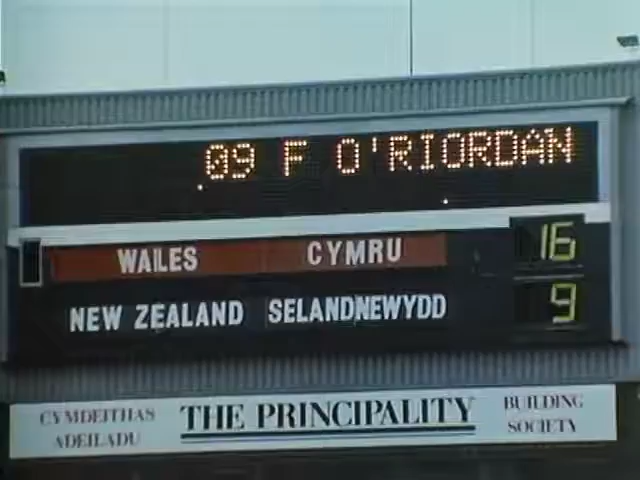 09 F O'RIORDAN
WALES CYMRU 16
NEW ZEALAND SELANDNEWYDD 9
CYMDEITHAS ADEILADU THE PRINCIPALITY BUILDING SOCIETY